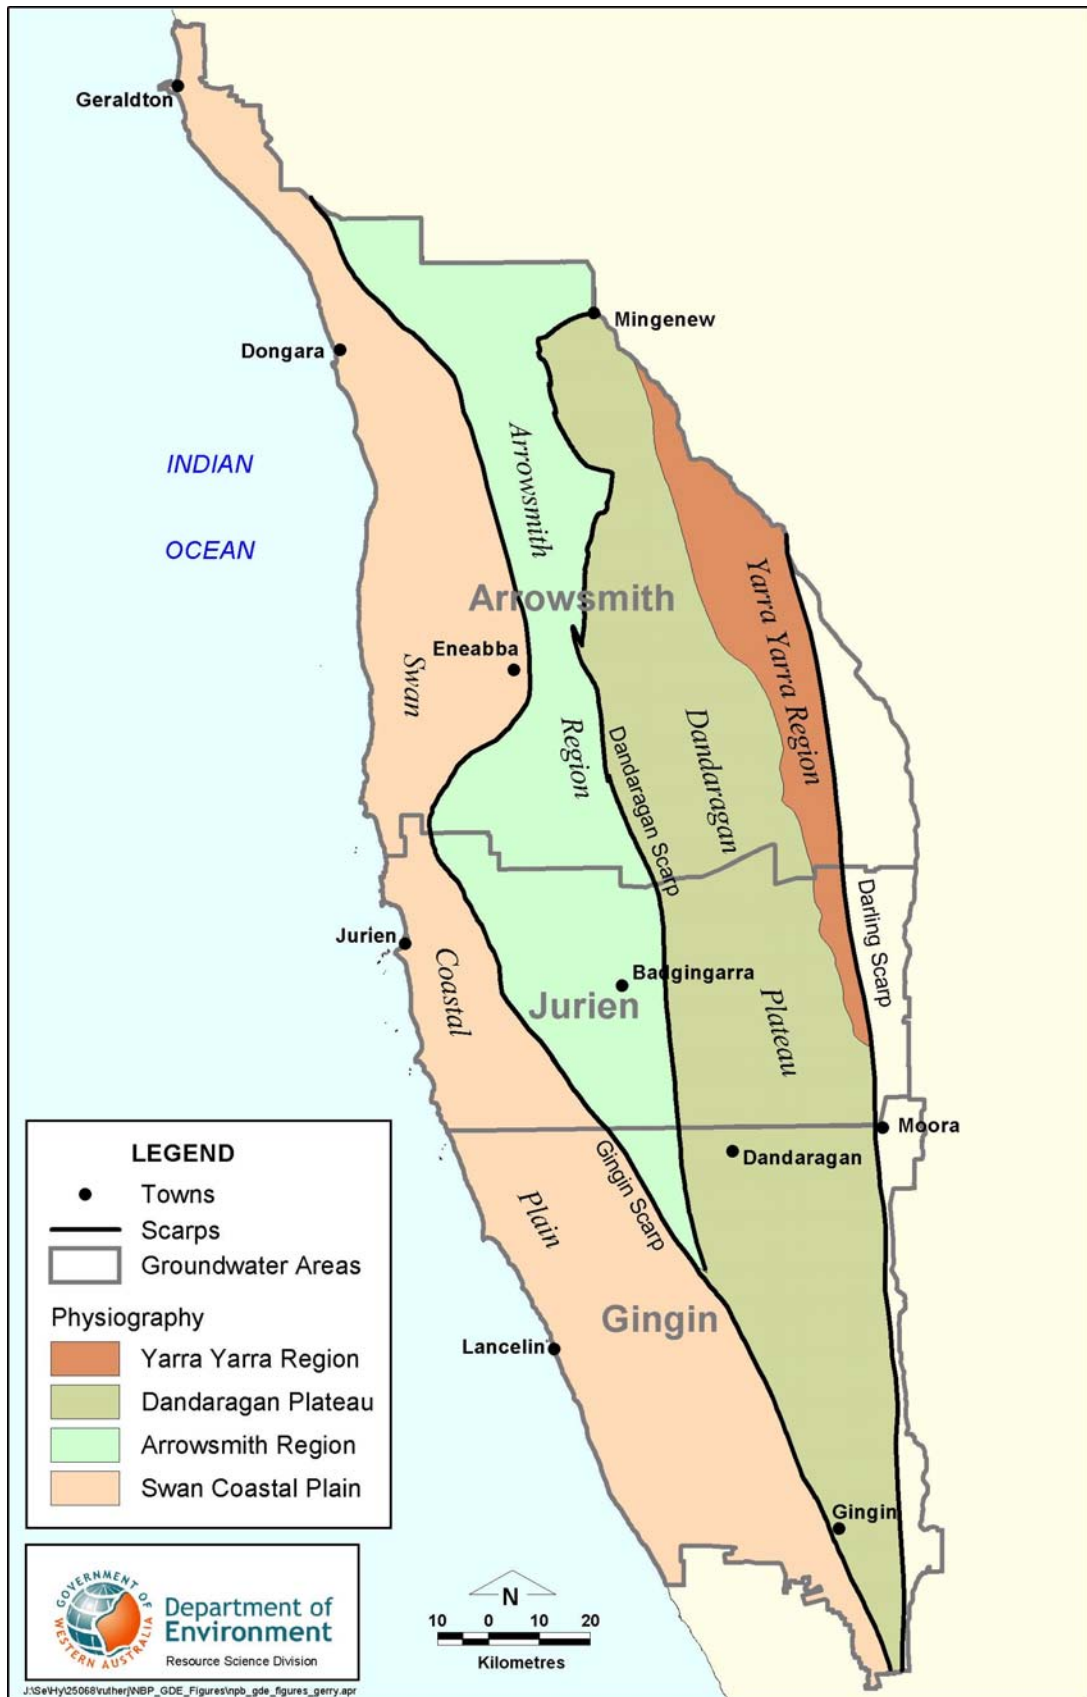 Geraldton
Mingenew
Dongara
INDIAN
OCEAN
Arrowsmith
Region
Arrowsmith
Eneabba
Swan
Coastal
Plain
Yarra Yarra Region
Dandaragan
Plateau
Dandaragan Scarp
Darling Scarp
Jurien
Badgingarra
Jurien
Moora
Dandaragan
Gingin Scarp
Gingin
Lancelin
Gingin
LEGEND
Towns
Scarps
Groundwater Areas
Physiography
Yarra Yarra Region
Dandaragan Plateau
Arrowsmith Region
Swan Coastal Plain
GOVERNMENT OF
WESTERN AUSTRALIA
Department of
Environment
Resource Science Division
N
10 0 10 20
Kilometres